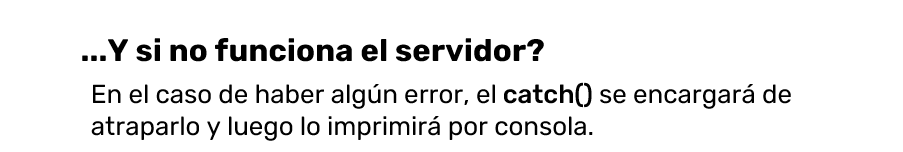 ...Y si no funciona el servidor?
En el caso de haber algún error, el catch() se encargará de
atraparlo y luego lo imprimirá por consola.